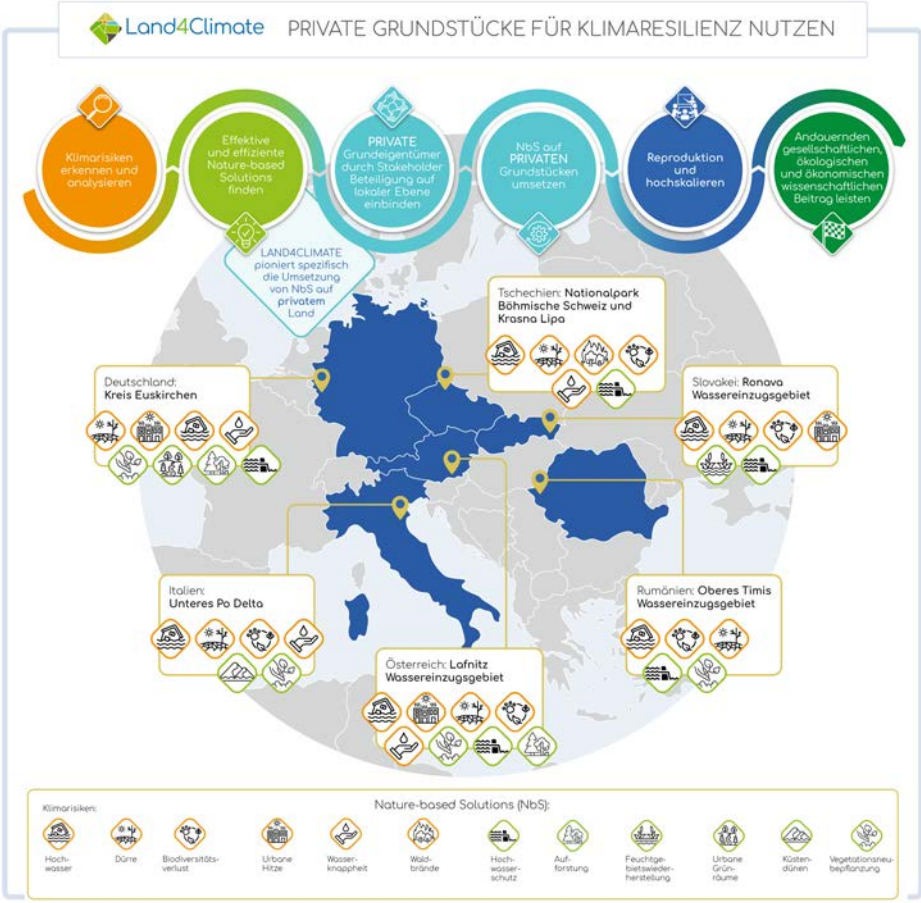 Land4Climate PRIVATE GRUNDSTÜCKE FÜR KLIMARESILIENZ NUTZEN
Klimarisiken
erkennen und
analysieren
Effektive
und effiziente
Nature-based
Solutions
finden
PRIVATE
Grundeigentümer
durch Stakeholder
Beteiligung auf
lokaler Ebene
einbinden
NbS auf
PRIVATEN
Grundstücken
umsetzen
Reproduktion
und
hochskalieren
Andauernden
gesellschaftlichen,
ökologischen
und ökonomischen
wissenschaftlichen
Beitrag leisten
LAND4CLIMATE
pioniert spezifisch
die Umsetzung
von NbS auf
privatem
Land
Tschechien: Nationalpark
Böhmische Schweiz und
Krasna Lipa
Deutschland:
Kreis Euskirchen
Slovakei: Ronava
Wassereinzugsgebiet
Italien:
Unteres Po Delta
Rumänien: Oberes Timis
Wassereinzugsgebiet
Österreich: Lafnitz
Wassereinzugsgebiet
Klimarisiken:
Hoch-
wasser
Dürre
Biodiversitäts-
verlust
Urbane
Hitze
Wasser-
knappheit
Wald-
brände
Nature-based Solutions (NbS):
Hoch-
wasser-
schutz
Auf-
forstung
Feuchtge-
bietswieder-
herstellung
Urbane
Grün-
räume
Küsten-
dünen
Vegetationsneu-
bepflanzung